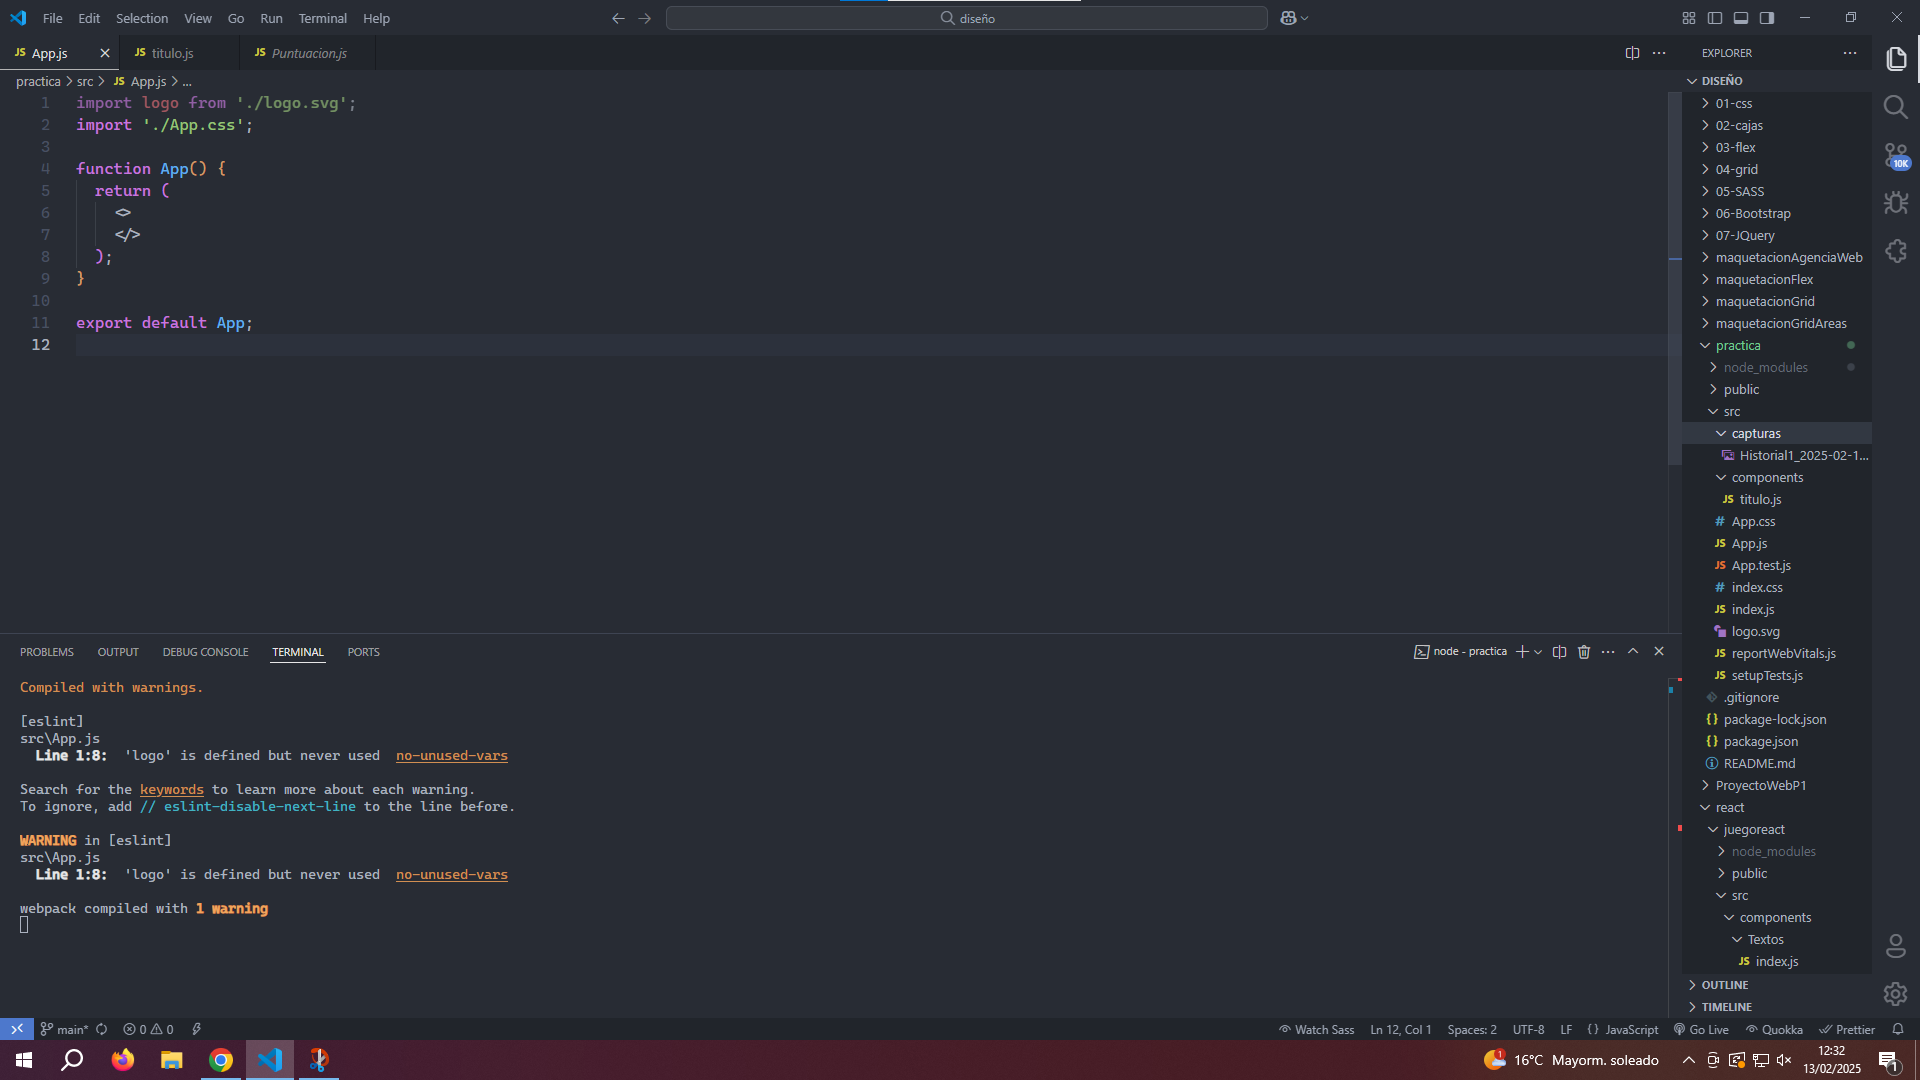 File Edit Selection View Go Run Terminal Help
diseño
JS App.js
JS titulo.js
JS Puntuacion.js
practica > src > JS App.js > ...
1 import logo from './logo.svg';
2 import './App.css';
3
4 function App() {
5 return (
6 <>
7 </>
8 );
9 }
10
11 export default App;
12
PROBLEMS OUTPUT DEBUG CONSOLE TERMINAL PORTS
node - practica
Compiled with warnings.
[eslint]
src\App.js
Line 1:8: 'logo' is defined but never used no-unused-vars
Search for the keywords to learn more about each warning.
To ignore, add // eslint-disable-next-line to the line before.
WARNING in [eslint]
src\App.js
Line 1:8: 'logo' is defined but never used no-unused-vars
webpack compiled with 1 warning
EXPLORER
DISEÑO
01-css
02-cajas
03-flex
04-grid
05-SASS
06-Bootstrap
07-JQuery
maquetacionAgenciaWeb
maquetacionFlex
maquetacionGrid
maquetacionGridAreas
practica
node_modules
public
src
capturas
Historial1_2025-02-1...
components
JS titulo.js
# App.css
JS App.js
JS App.test.js
# index.css
JS index.js
logo.svg
JS reportWebVitals.js
JS setupTests.js
.gitignore
{} package-lock.json
{} package.json
README.md
ProyectoWebP1
react
juegoreact
node_modules
public
src
components
Textos
JS index.js
OUTLINE
TIMELINE
10K
main* 0 0
Watch Sass Ln 12, Col 1 Spaces: 2 UTF-8 LF {} JavaScript Go Live Quokka Prettier
1 16°C Mayorm. soleado
12:32
13/02/2025
1